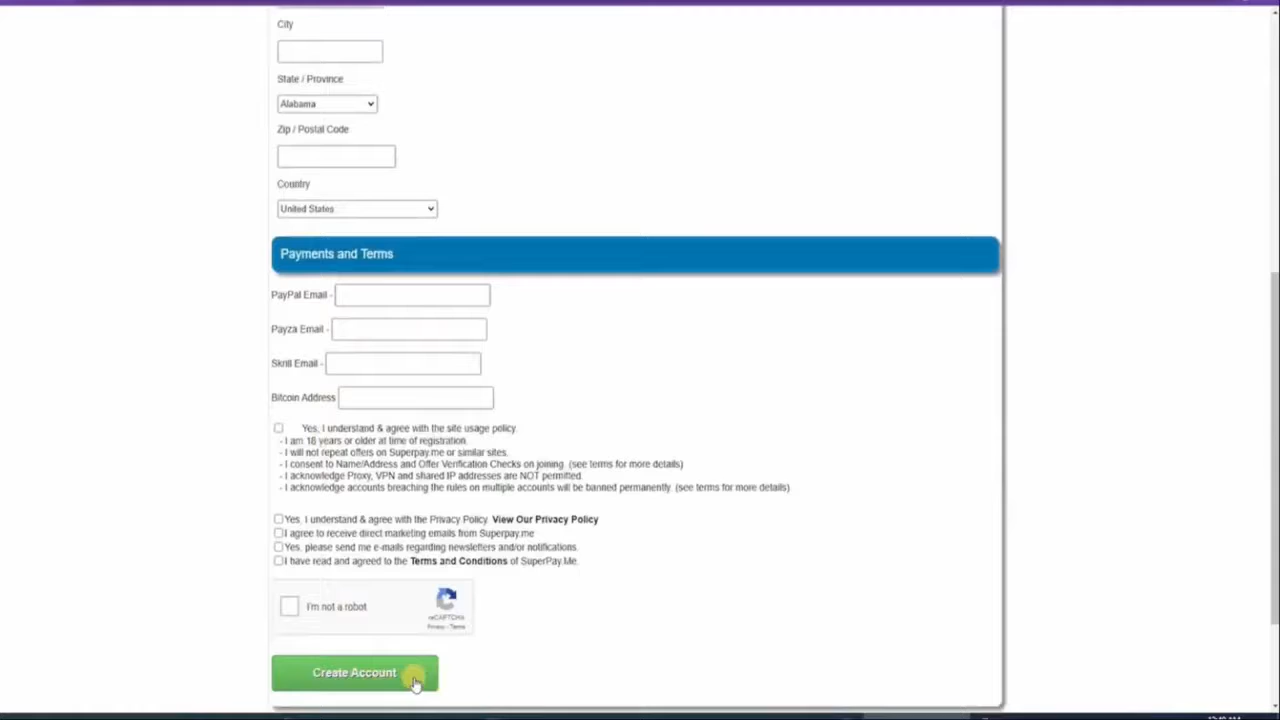 City
State / Province
Alabama
Zip / Postal Code
Country
United States
Payments and Terms
PayPal Email -
Payza Email -
Skrill Email -
Bitcoin Address
Yes, I understand & agree with the site usage policy.
- I am 18 years or older at time of registration.
- I will not repeat offers on Superpay.me or similar sites.
- I consent to Name/Address and Offer Verification Checks on joining. (see terms for more details)
- I acknowledge Proxy, VPN and shared IP addresses are NOT permitted.
- I acknowledge accounts breaching the rules on multiple accounts will be banned permanently. (see terms for more details)
Yes, I understand & agree with the Privacy Policy. View Our Privacy Policy
I agree to receive direct marketing emails from Superpay.me
Yes, please send me e-mails regarding newsletters and/or notifications.
I have read and agreed to the Terms and Conditions of SuperPay.Me.
I'm not a robot
reCAPTCHA
Privacy - Terms
Create Account